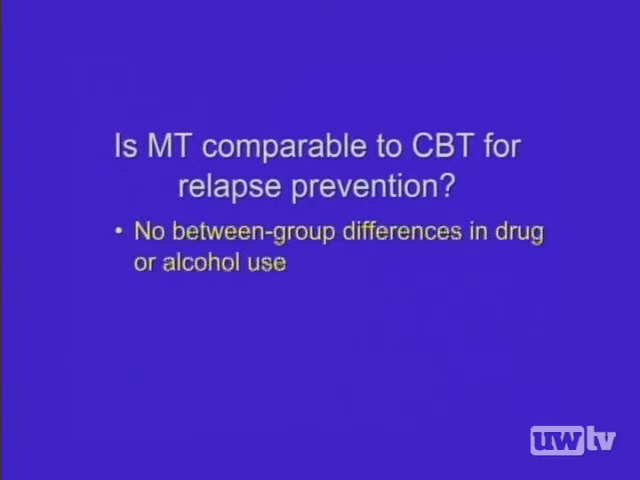 Is MT comparable to CBT for
relapse prevention?
• No between-group differences in drug
or alcohol use
uwtv